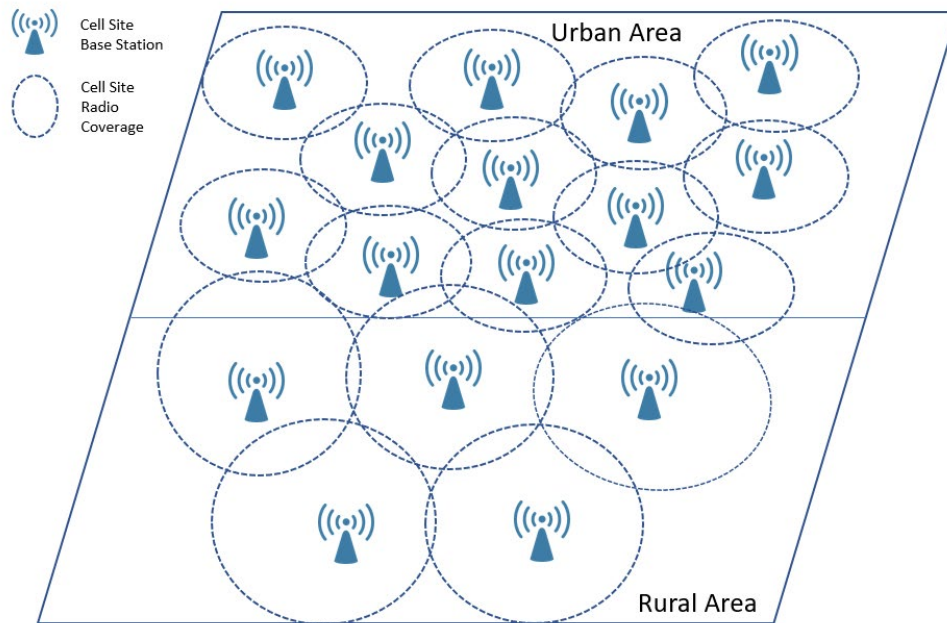 Cell Site
Base Station
Cell Site
Radio
Coverage
Urban Area
Rural Area